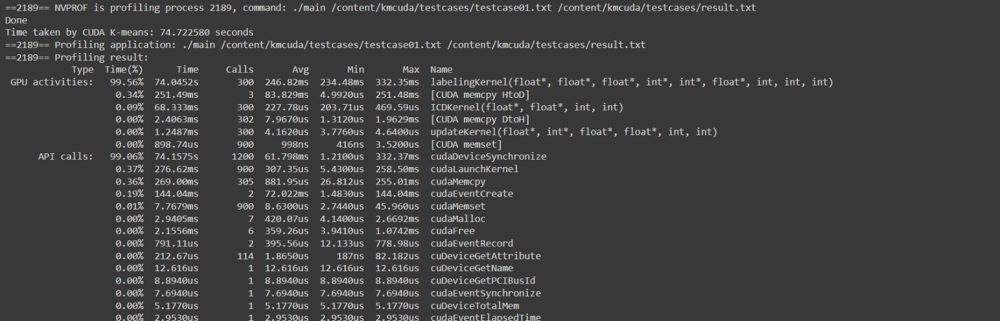 ==2189== NVPROF is profiling process 2189, command: ./main /content/kmcuda/testcases/testcase01.txt /content/kmcuda/testcases/result.txt
Done
Time taken by CUDA K-means: 74.722580 seconds
==2189== Profiling application: ./main /content/kmcuda/testcases/testcase01.txt /content/kmcuda/testcases/result.txt
==2189== Profiling result:
Type Time(%) Time Calls Avg Min Max Name
GPU activities: 99.56% 74.0452s 300 246.82ms 234.48ms 332.35ms labelingKernel(float*, float*, float*, int*, int*, float*, int, int, int)
0.34% 251.49ms 3 83.829ms 4.9920us 251.48ms [CUDA memcpy HtoD]
0.09% 68.333ms 300 227.78us 203.71us 469.59us ICDKernel(float*, float*, int, int)
0.00% 2.4063ms 302 7.9670us 1.3120us 1.9629ms [CUDA memcpy DtoH]
0.00% 1.2487ms 300 4.1620us 3.7760us 4.6400us updateKernel(float*, int*, float*, float*, int, int)
0.00% 898.74us 900 998ns 416ns 3.5200us [CUDA memset]
API calls: 99.06% 74.1575s 1200 61.798ms 1.2100us 332.37ms cudaDeviceSynchronize
0.37% 276.62ms 900 307.35us 5.4300us 258.50ms cudaLaunchKernel
0.36% 269.00ms 305 881.95us 26.812us 255.01ms cudaMemcpy
0.19% 144.04ms 2 72.022ms 1.4830us 144.04ms cudaEventCreate
0.01% 7.7679ms 900 8.6300us 2.7440us 45.960us cudaMemset
0.00% 2.9405ms 7 420.07us 4.1400us 2.6692ms cudaMalloc
0.00% 2.1556ms 6 359.26us 3.9410us 1.0742ms cudaFree
0.00% 791.11us 2 395.56us 12.133us 778.98us cudaEventRecord
0.00% 212.67us 114 1.8650us 187ns 82.182us cuDeviceGetAttribute
0.00% 12.616us 1 12.616us 12.616us 12.616us cuDeviceGetName
0.00% 8.8940us 1 8.8940us 8.8940us 8.8940us cuDeviceGetPCIBusId
0.00% 7.6940us 1 7.6940us 7.6940us 7.6940us cudaEventSynchronize
0.00% 5.1770us 1 5.1770us 5.1770us 5.1770us cuDeviceTotalMem
0.00% 2.9530us 1 2.9530us 2.9530us 2.9530us cudaEventElapsedTime